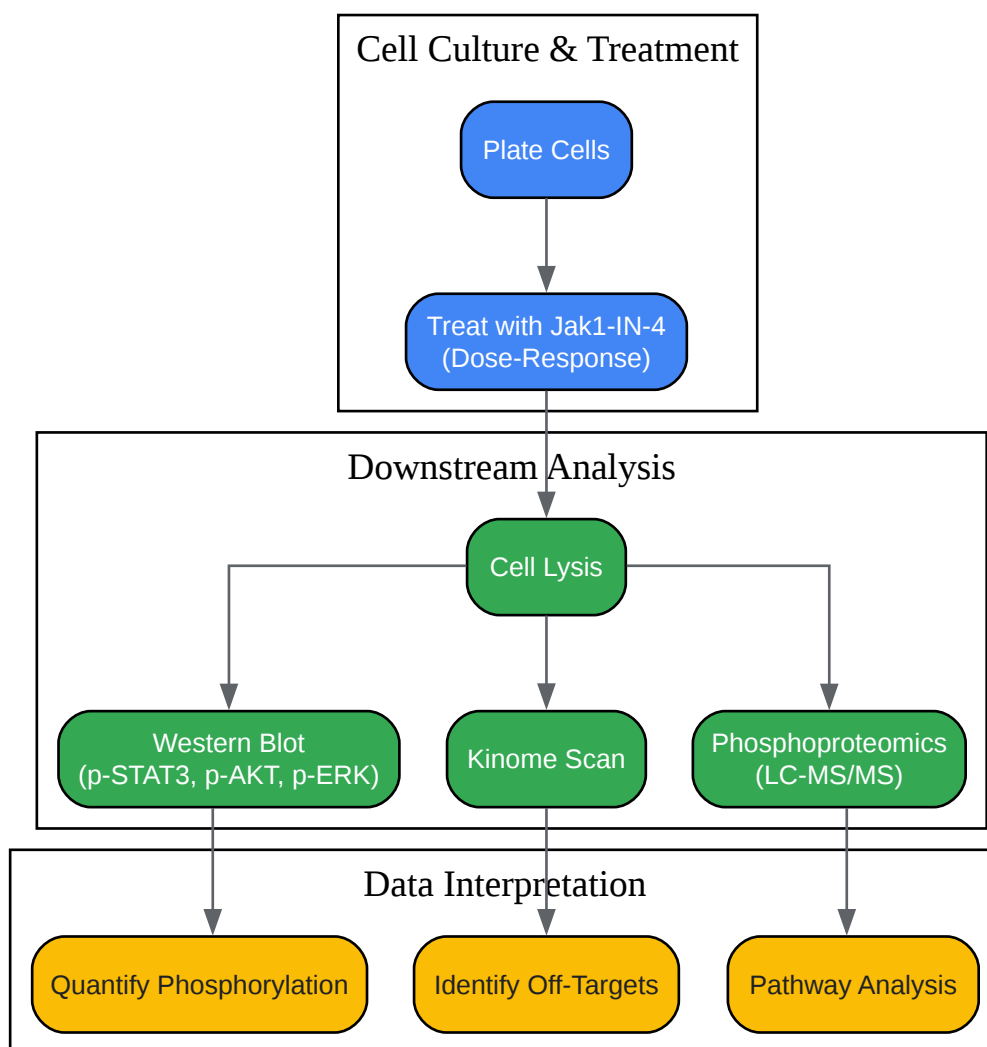 Cell Culture & Treatment
Plate Cells
Treat with Jak1-IN-4
(Dose-Response)
Downstream Analysis
Cell Lysis
Western Blot
(p-STAT3, p-AKT, p-ERK)
Kinome Scan
Phosphoproteomics
(LC-MS/MS)
Data Interpretation
Quantify Phosphorylation
Identify Off-Targets
Pathway Analysis